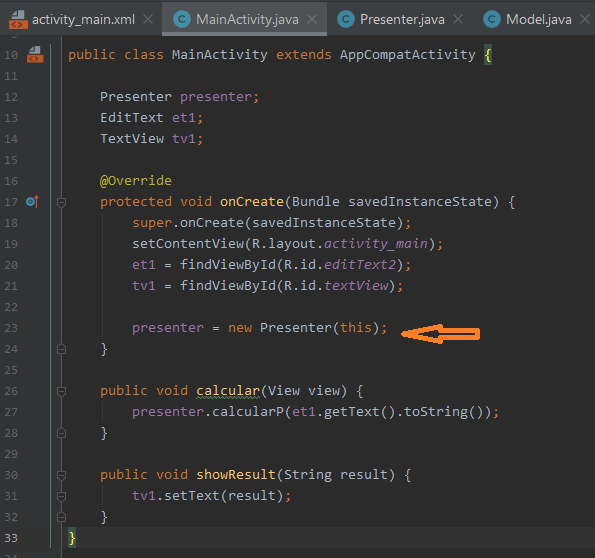 activity_main.xml MainActivity.java Presenter.java Model.java
10 public class MainActivity extends AppCompatActivity {
11
12 Presenter presenter;
13 EditText et1;
14 TextView tv1;
15
16 @Override
17 protected void onCreate(Bundle savedInstanceState) {
18 super.onCreate(savedInstanceState);
19 setContentView(R.layout.activity_main);
20 et1 = findViewById(R.id.editText2);
21 tv1 = findViewById(R.id.textView);
22
23 presenter = new Presenter(this);
24 }
25
26 public void calcular(View view) {
27 presenter.calcularP(et1.getText().toString());
28 }
29
30 public void showResult(String result) {
31 tv1.setText(result);
32 }
33 }